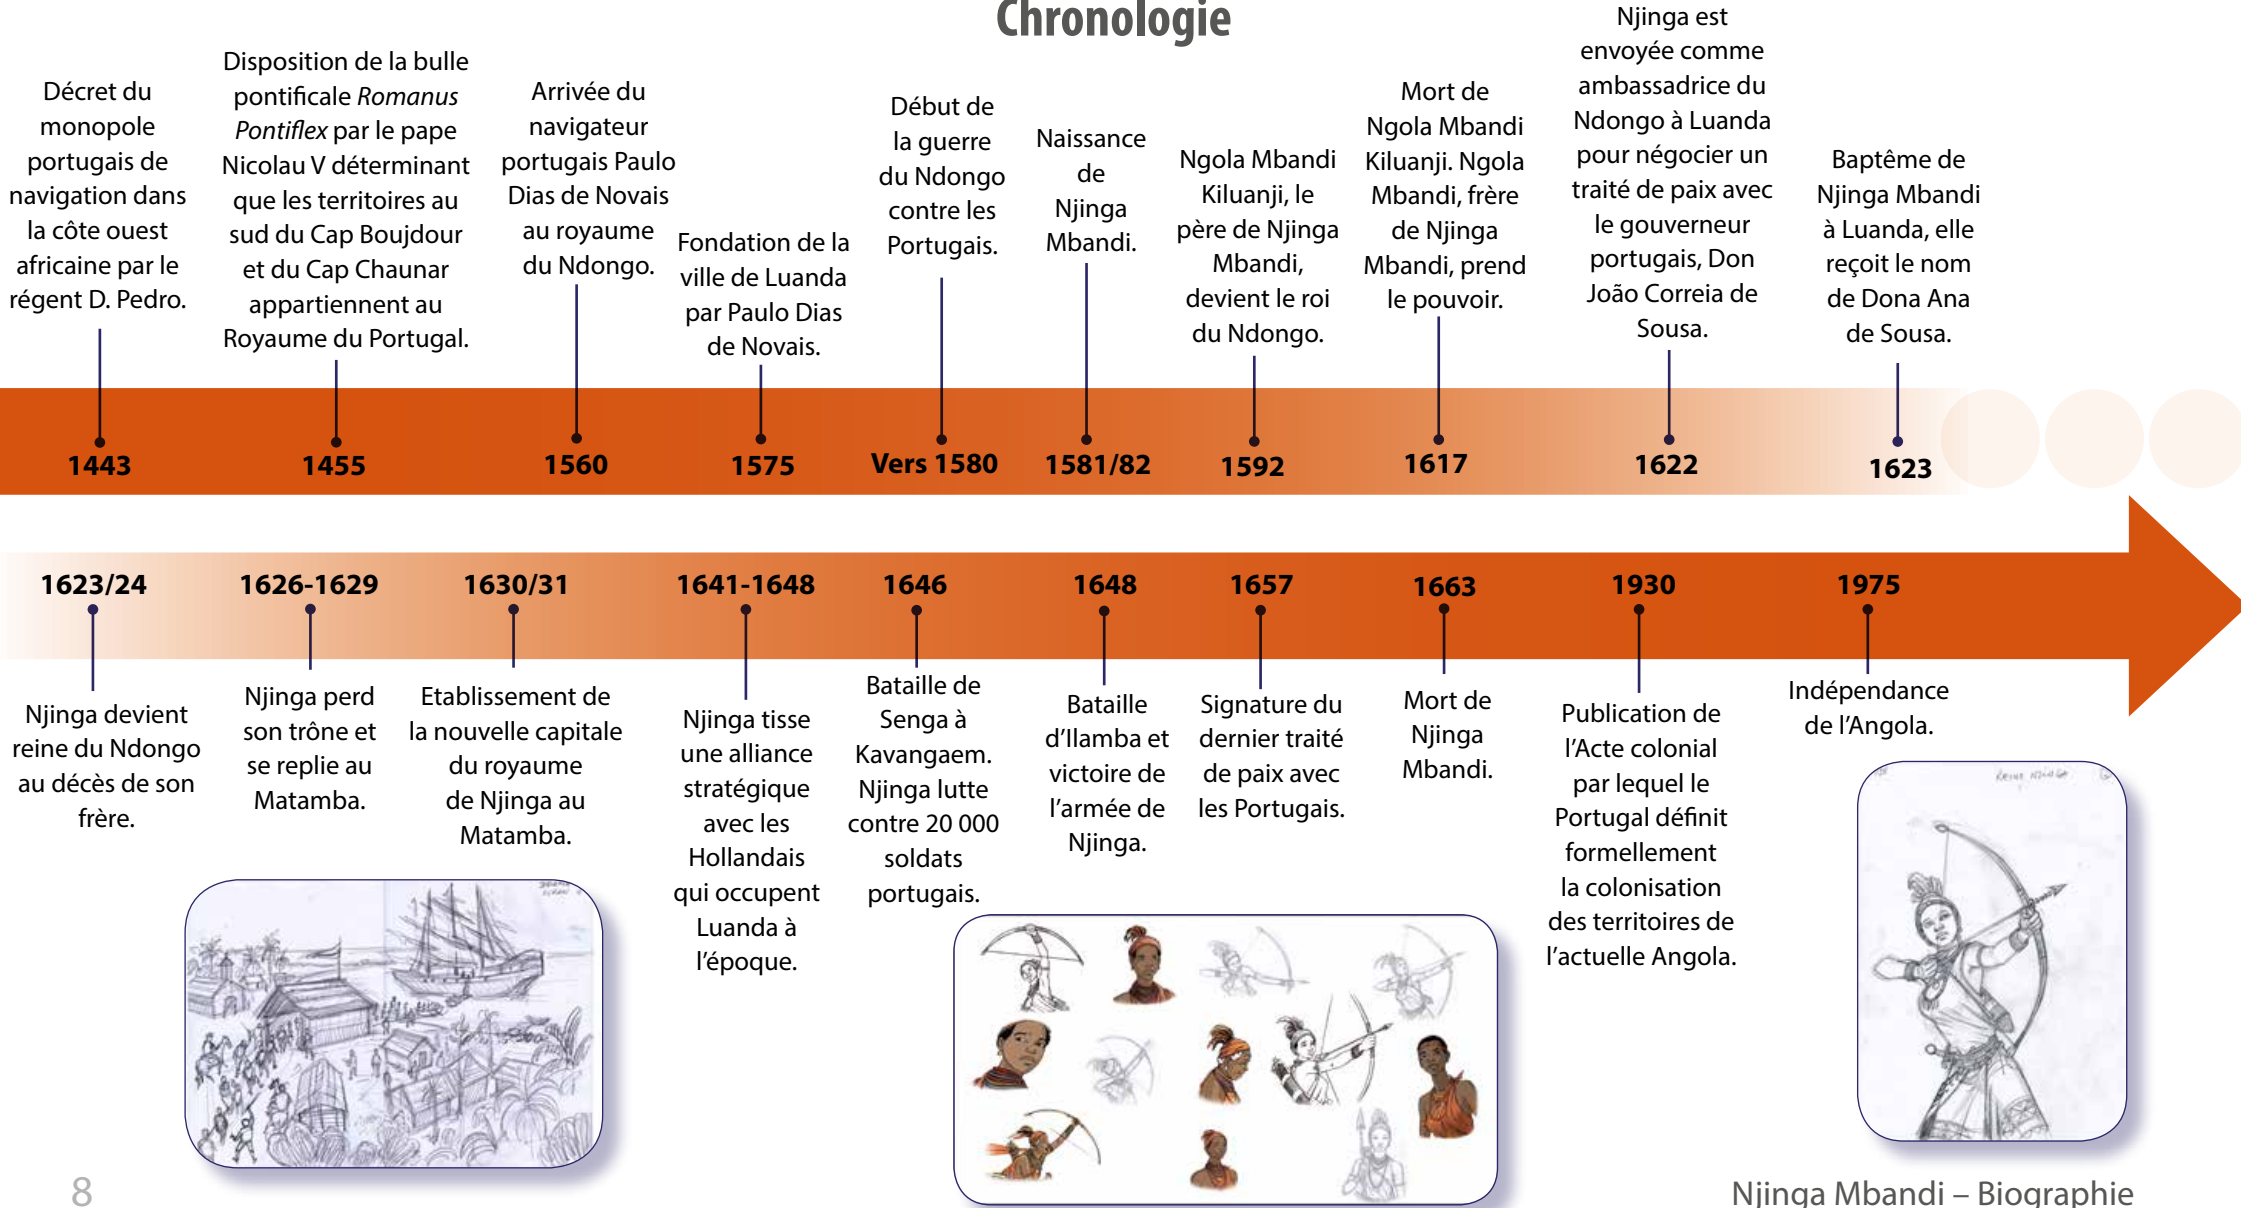 Chronologie
Décret du
monopole
portugais de
navigation dans
la côte ouest
africaine par le
régent D. Pedro.
1443
Disposition de la bulle
pontificale Romanus
Pontiflex par le pape
Nicolau V déterminant
que les territoires au
sud du Cap Boujdour
et du Cap Chaunar
appartiennent au
Royaume du Portugal.
1455
Arrivée du
navigateur
portugais Paulo
Dias de Novais
au royaume
du Ndongo.
1560
Fondation de la
ville de Luanda
par Paulo Dias
de Novais.
1575
Début de
la guerre
du Ndongo
contre les
Portugais.
Vers 1580
Naissance
de
Njinga
Mbandi.
1581/82
Ngola Mbandi
Kiluanji, le
père de Njinga
Mbandi,
devient le roi
du Ndongo.
1592
Mort de
Ngola Mbandi
Kiluanji. Ngola
Mbandi, frère
de Njinga
Mbandi, prend
le pouvoir.
1617
Njinga est
envoyée comme
ambassadrice du
Ndongo à Luanda
pour négocier un
traité de paix avec
le gouverneur
portugais, Don
João Correia de
Sousa.
1622
Baptême de
Njinga Mbandi
à Luanda, elle
reçoit le nom
de Dona Ana
de Sousa.
1623
1623/24
Njinga devient
reine du Ndongo
au décès de son
frère.
1626-1629
Njinga perd
son trône et
se replie au
Matamba.
1630/31
Etablissement de
la nouvelle capitale
du royaume
de Njinga au
Matamba.
1641-1648
Njinga tisse
une alliance
stratégique
avec les
Hollandais
qui occupent
Luanda à
l’époque.
1646
Bataille de
Senga à
Kavangaem.
Njinga lutte
contre 20 000
soldats
portugais.
1648
Bataille
d’Ilamba et
victoire de
l’armée de
Njinga.
1657
Signature du
dernier traité
de paix avec
les Portugais.
1663
Mort de
Njinga
Mbandi.
1930
Publication de
l’Acte colonial
par lequel le
Portugal définit
formellement
la colonisation
des territoires de
l’actuelle Angola.
1975
Indépendance
de l’Angola.
Reine Njinga
8
Njinga Mbandi – Biographie